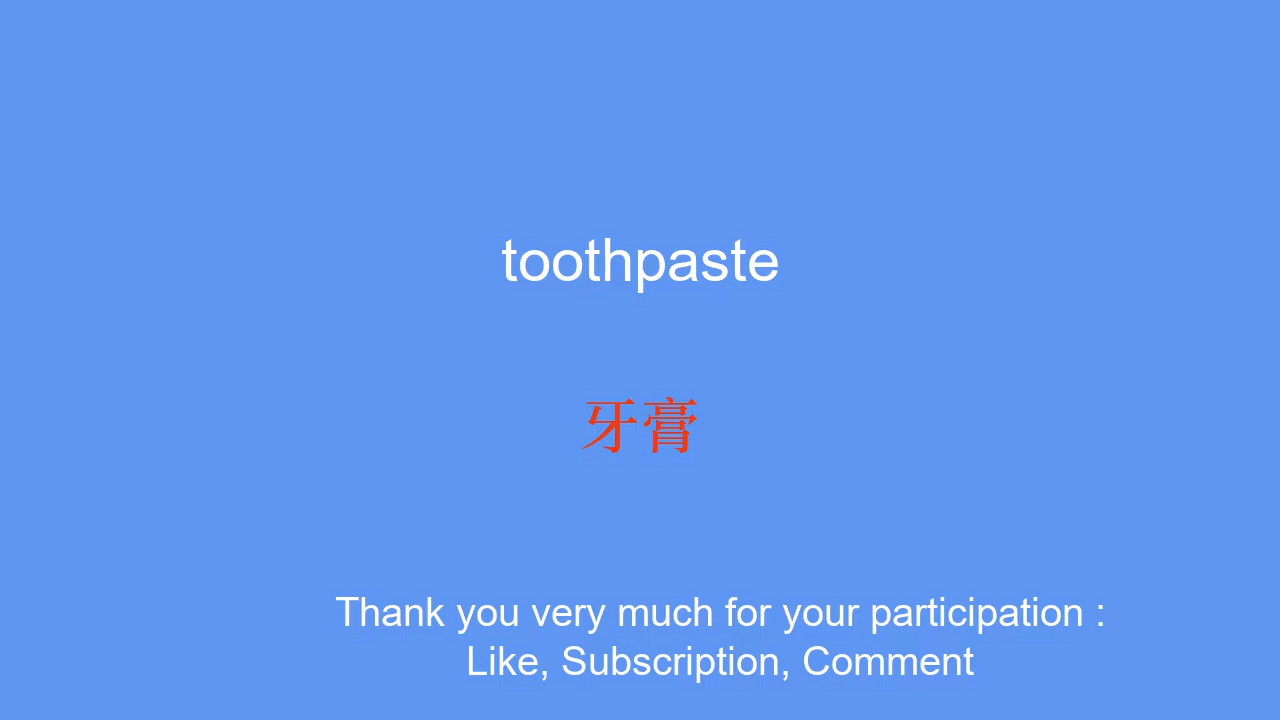 toothpaste
牙膏
Thank you very much for your participation :
Like, Subscription, Comment